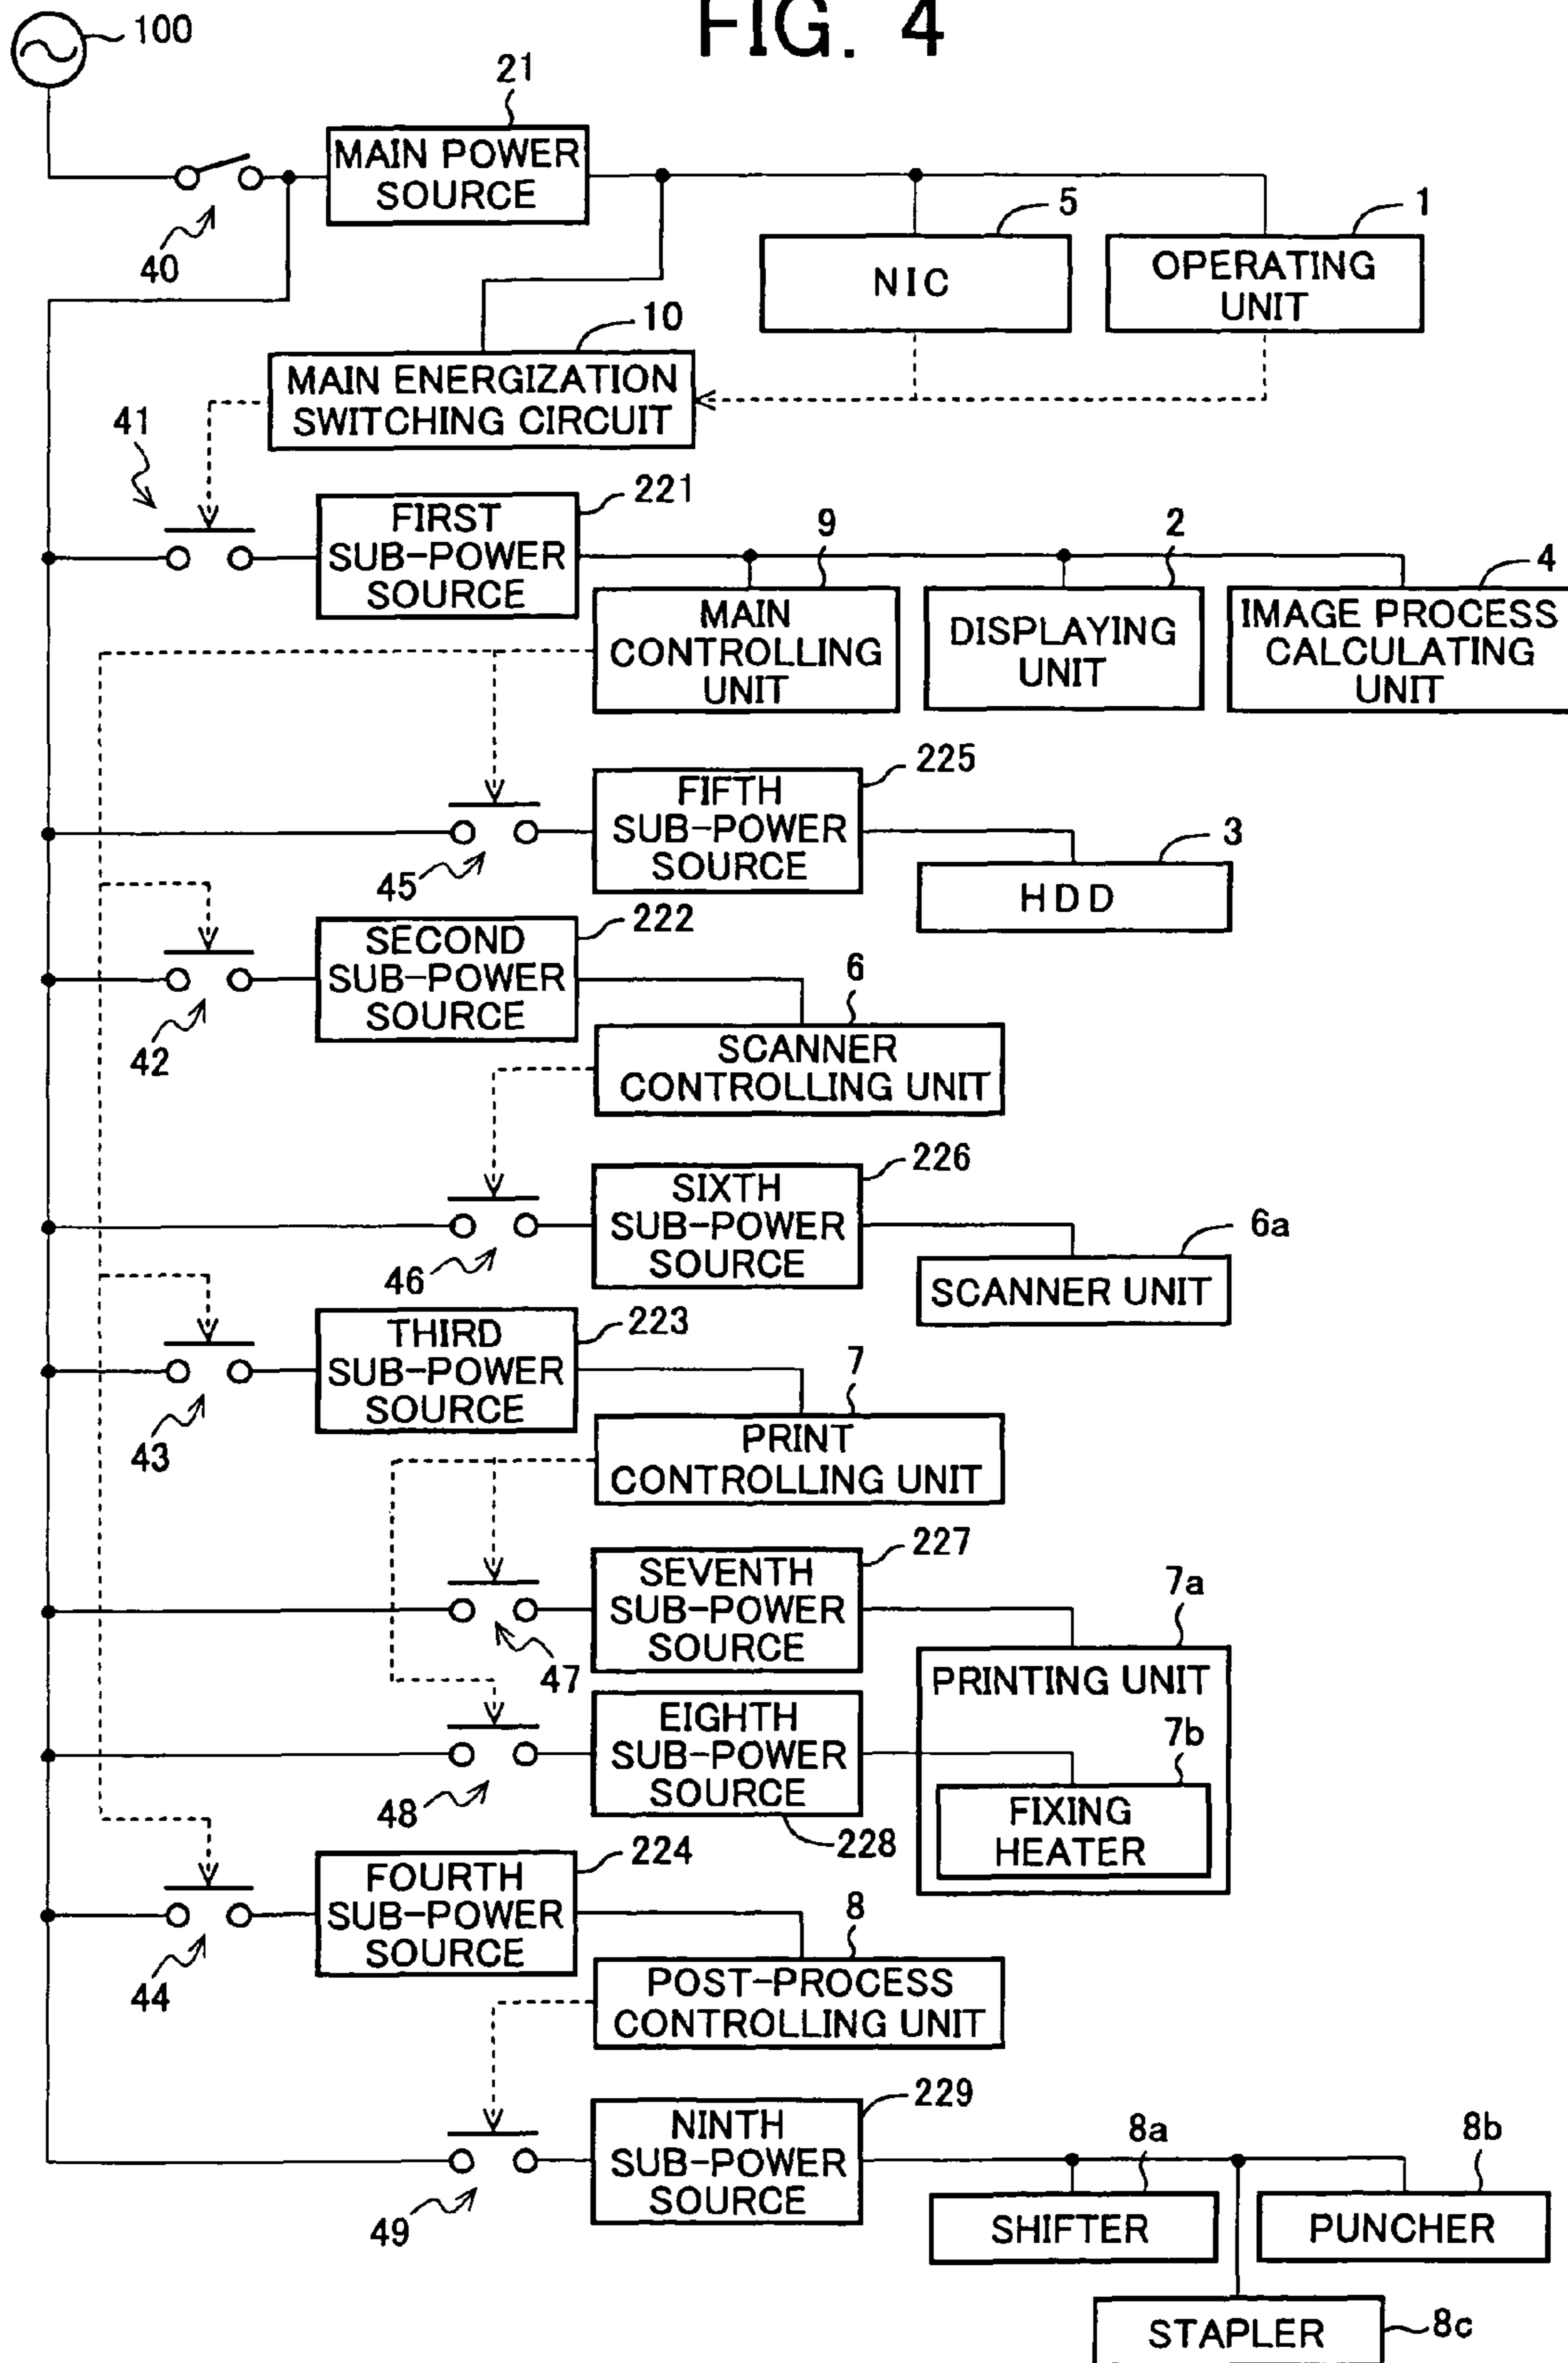 FIG. 4
100
21
MAIN POWER
SOURCE
40
5
NIC
1
OPERATING
UNIT
10
MAIN ENERGIZATION
SWITCHING CIRCUIT
41
221
FIRST
SUB-POWER
SOURCE
9
MAIN
CONTROLLING
UNIT
2
DISPLAYING
UNIT
4
IMAGE PROCESS
CALCULATING
UNIT
225
FIFTH
SUB-POWER
SOURCE
45
3
HDD
222
SECOND
SUB-POWER
SOURCE
42
6
SCANNER
CONTROLLING UNIT
226
SIXTH
SUB-POWER
SOURCE
46
6a
SCANNER UNIT
223
THIRD
SUB-POWER
SOURCE
43
7
PRINT
CONTROLLING UNIT
227
SEVENTH
SUB-POWER
SOURCE
47
7a
PRINTING UNIT
EIGHTH
SUB-POWER
SOURCE
48
228
7b
FIXING
HEATER
224
FOURTH
SUB-POWER
SOURCE
44
8
POST-PROCESS
CONTROLLING UNIT
229
NINTH
SUB-POWER
SOURCE
49
8a
SHIFTER
8b
PUNCHER
STAPLER
8c